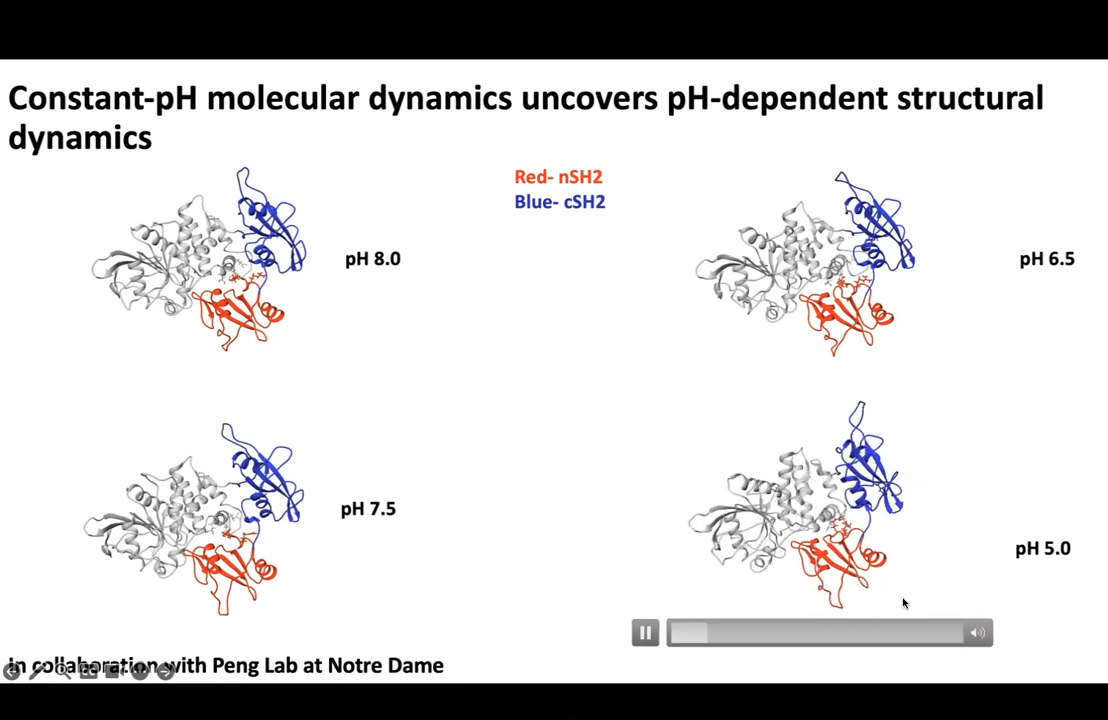 Constant-pH molecular dynamics uncovers pH-dependent structural
dynamics
Red- nSH2
Blue- cSH2
pH 8.0
pH 6.5
pH 7.5
pH 5.0
In collaboration with Peng Lab at Notre Dame